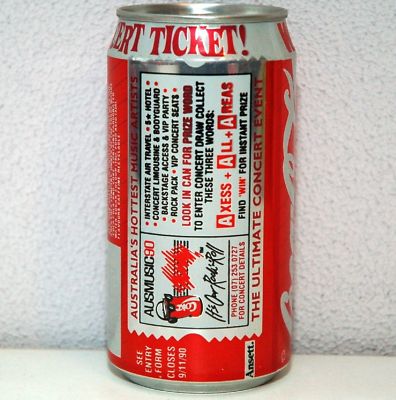 CERT TICKET!
AUSTRALIA'S HOTTEST MUSIC ARTISTS
• INTERSTATE AIR TRAVEL • 5★ HOTEL •
• CONCERT LIMOUSINE & BODYGUARD •
• BACKSTAGE ACCESS & VIP PARTY •
• ROCK PACK • VIP CONCERT SEATS •
LOOK IN CAN FOR PRIZE WORD
TO ENTER CONCERT DRAW COLLECT
THESE THREE WORDS:
AXESS + ALL + AREAS
FIND 'WIN' FOR INSTANT PRIZE
THE ULTIMATE CONCERT EVENT
AUSMUSIC90
PHONE (07) 253 0727
FOR CONCERT DETAILS
SEE
ENTRY
FORM
CLOSES
9/11/90
Ansett.